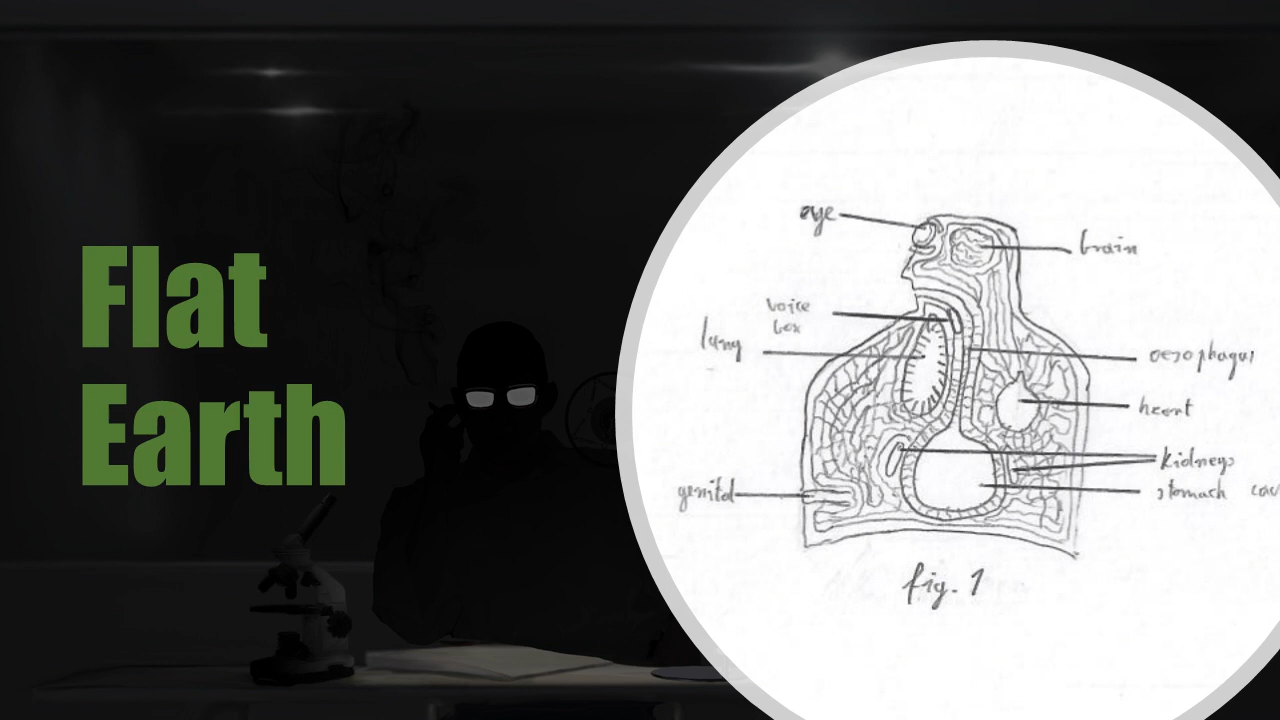 Flat
Earth
eye
brain
voice
box
lung
oesophagus
heart
kidneys
genital
stomach
fig. 1